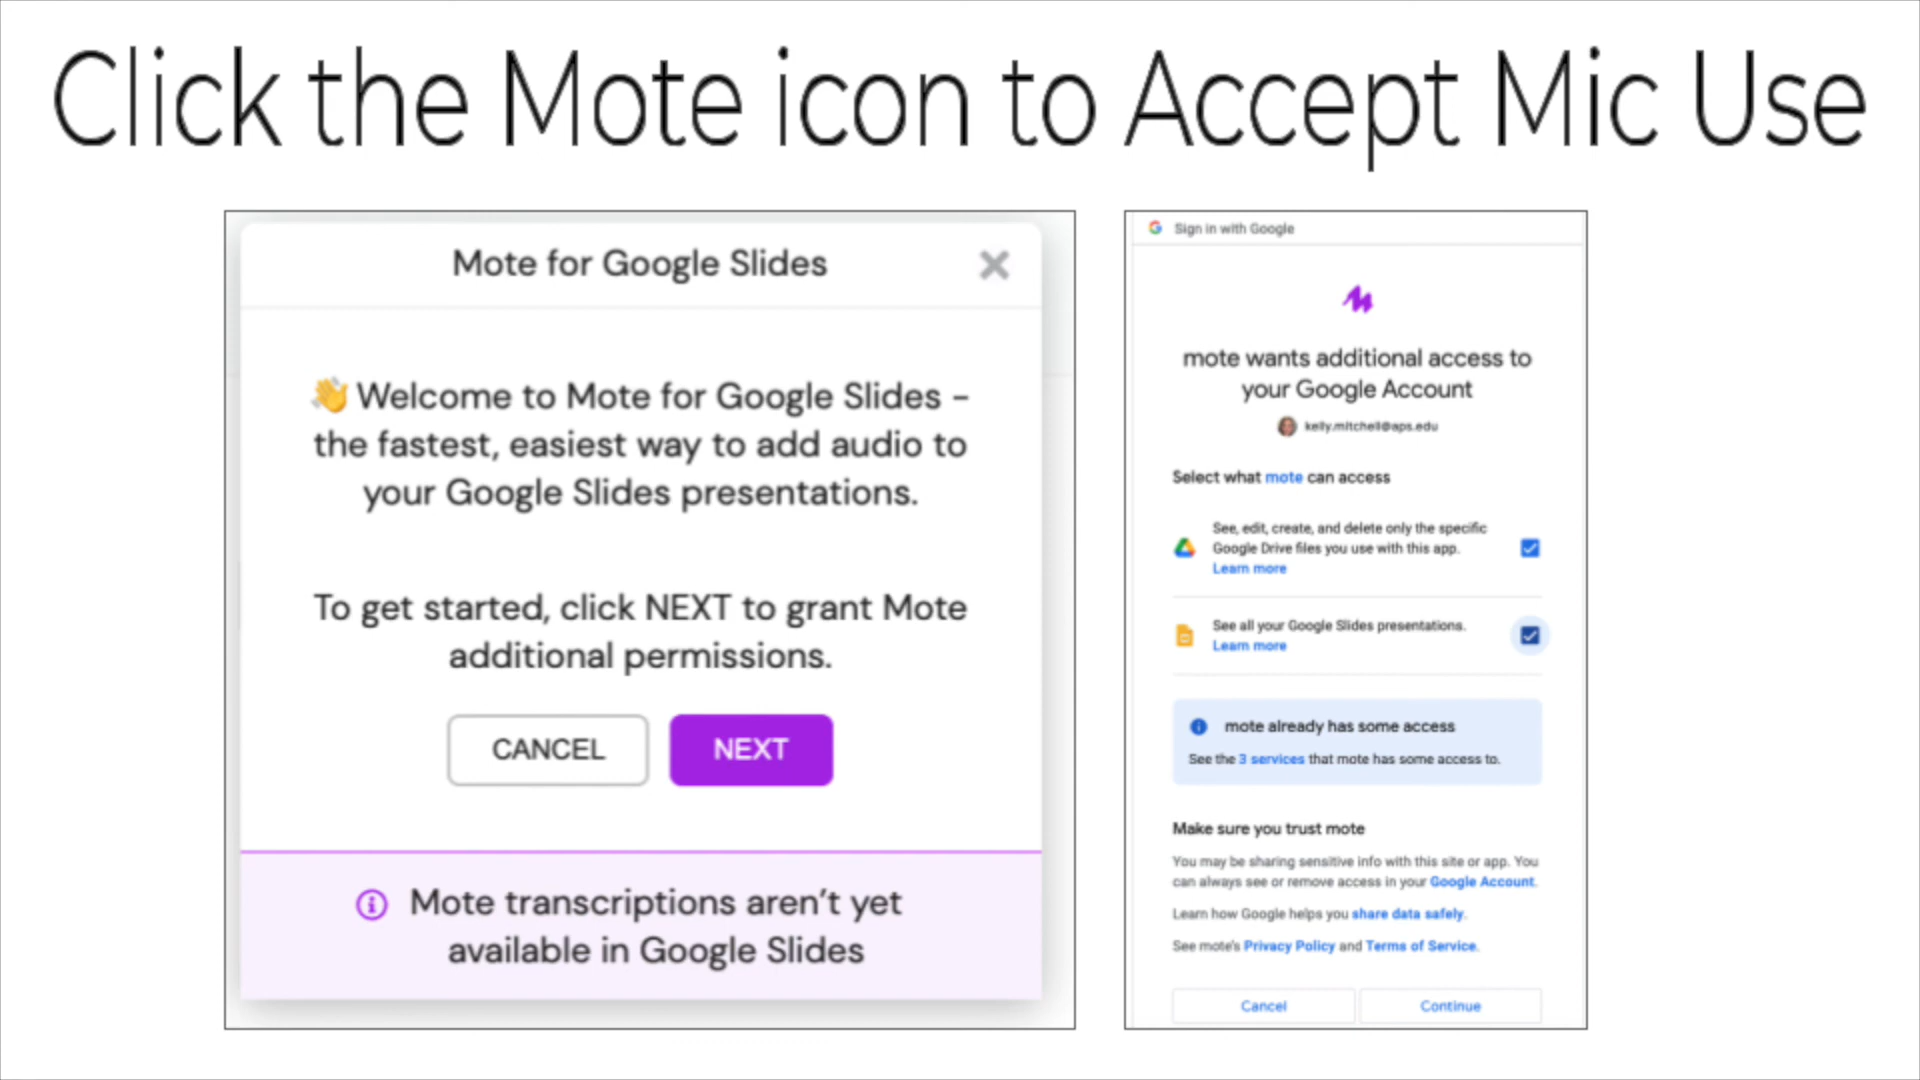 Click the Mote icon to Accept Mic Use
Mote for Google Slides
👋 Welcome to Mote for Google Slides -
the fastest, easiest way to add audio to
your Google Slides presentations.
To get started, click NEXT to grant Mote
additional permissions.
CANCEL NEXT
Mote transcriptions aren't yet
available in Google Slides
Sign in with Google
mote wants additional access to
your Google Account
kelly.mitchell@aps.edu
Select what mote can access
See, edit, create, and delete only the specific
Google Drive files you use with this app.
Learn more
See all your Google Slides presentations.
Learn more
mote already has some access
See the 3 services that mote has some access to.
Make sure you trust mote
You may be sharing sensitive info with this site or app. You
can always see or remove access in your Google Account.
Learn how Google helps you share data safely.
See mote's Privacy Policy and Terms of Service.
Cancel Continue